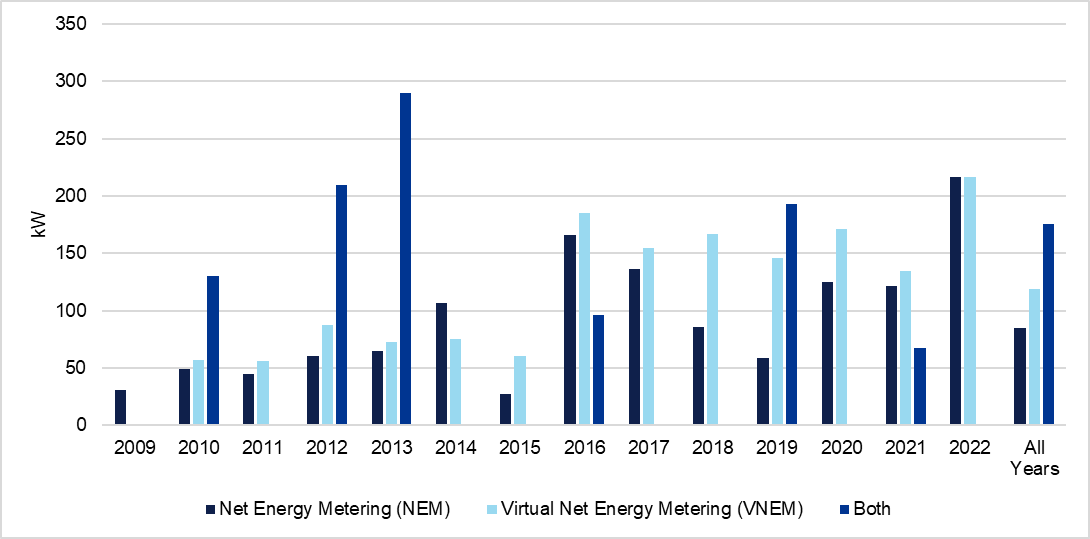 350
300
250
200
150
100
50
0
kW
2009 2010 2011 2012 2013 2014 2015 2016 2017 2018 2019 2020 2021 2022 All
Years
Net Energy Metering (NEM) Virtual Net Energy Metering (VNEM) Both